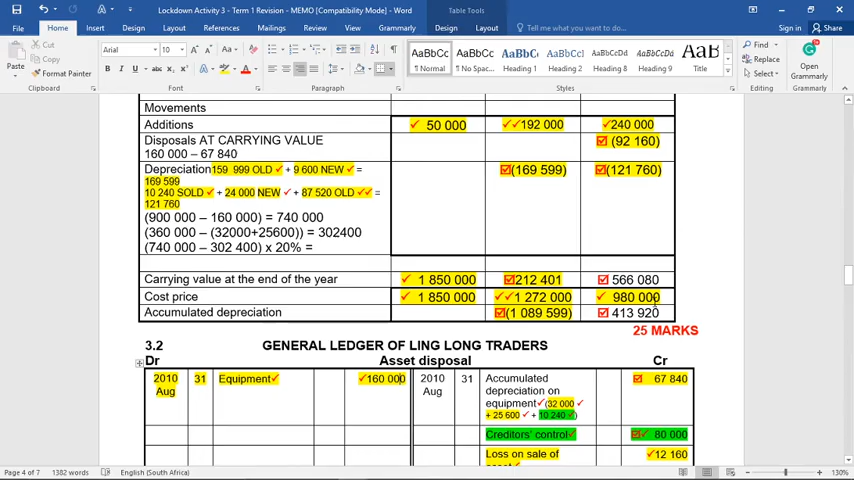 Lockdown Activity 3 - Term 1 Revision - MEMO [Compatibility Mode] - Word
Table Tools
Sign in
Share
File Home Insert Draw Design Layout References Mailings Review View Grammarly Design Layout Tell me what you want to do...
Cut
Copy
Paste
Format Painter
Clipboard
Arial 10
Font
Paragraph
AaBbCc AaBbCc AaBbC AaBbCc AaBbCcD AaBbCcDd AaB
¶ Normal ¶ No Spac... Heading 1 Heading 2 Heading 8 Heading 9 Title
Styles
Find
Replace
Select
Editing
Open Grammarly
Grammarly
Movements
Additions ✓ 50 000 ✓✓192 000 ✓240 000
Disposals AT CARRYING VALUE ☑ (92 160)
160 000 – 67 840
Depreciation159 999 OLD ✓ + 9 600 NEW ✓ = ☑(169 599) ☑(121 760)
169 599
10 240 SOLD ✓ + 24 000 NEW ✓ + 87 520 OLD ✓✓ =
121 760
(900 000 – 160 000) = 740 000
(360 000 – (32000+25600)) = 302400
(740 000 – 302 400) x 20% =
Carrying value at the end of the year ✓ 1 850 000 ☑212 401 ☑ 566 080
Cost price ✓ 1 850 000 ✓✓1 272 000 ✓ 980 000
Accumulated depreciation ☑(1 089 599) ☑ 413 920
25 MARKS
3.2 GENERAL LEDGER OF LING LONG TRADERS
Dr Asset disposal Cr
2010 31 Equipment✓ ✓160 000 2010 31 Accumulated ☑ 67 840
Aug Aug depreciation on
equipment✓(32 000 ✓
+ 25 600 ✓ + 10 240✓)
Creditors' control✓ ☑✓ 80 000
Loss on sale of ✓12 160
asset✓
Page 4 of 7 1382 words English (South Africa) 130%